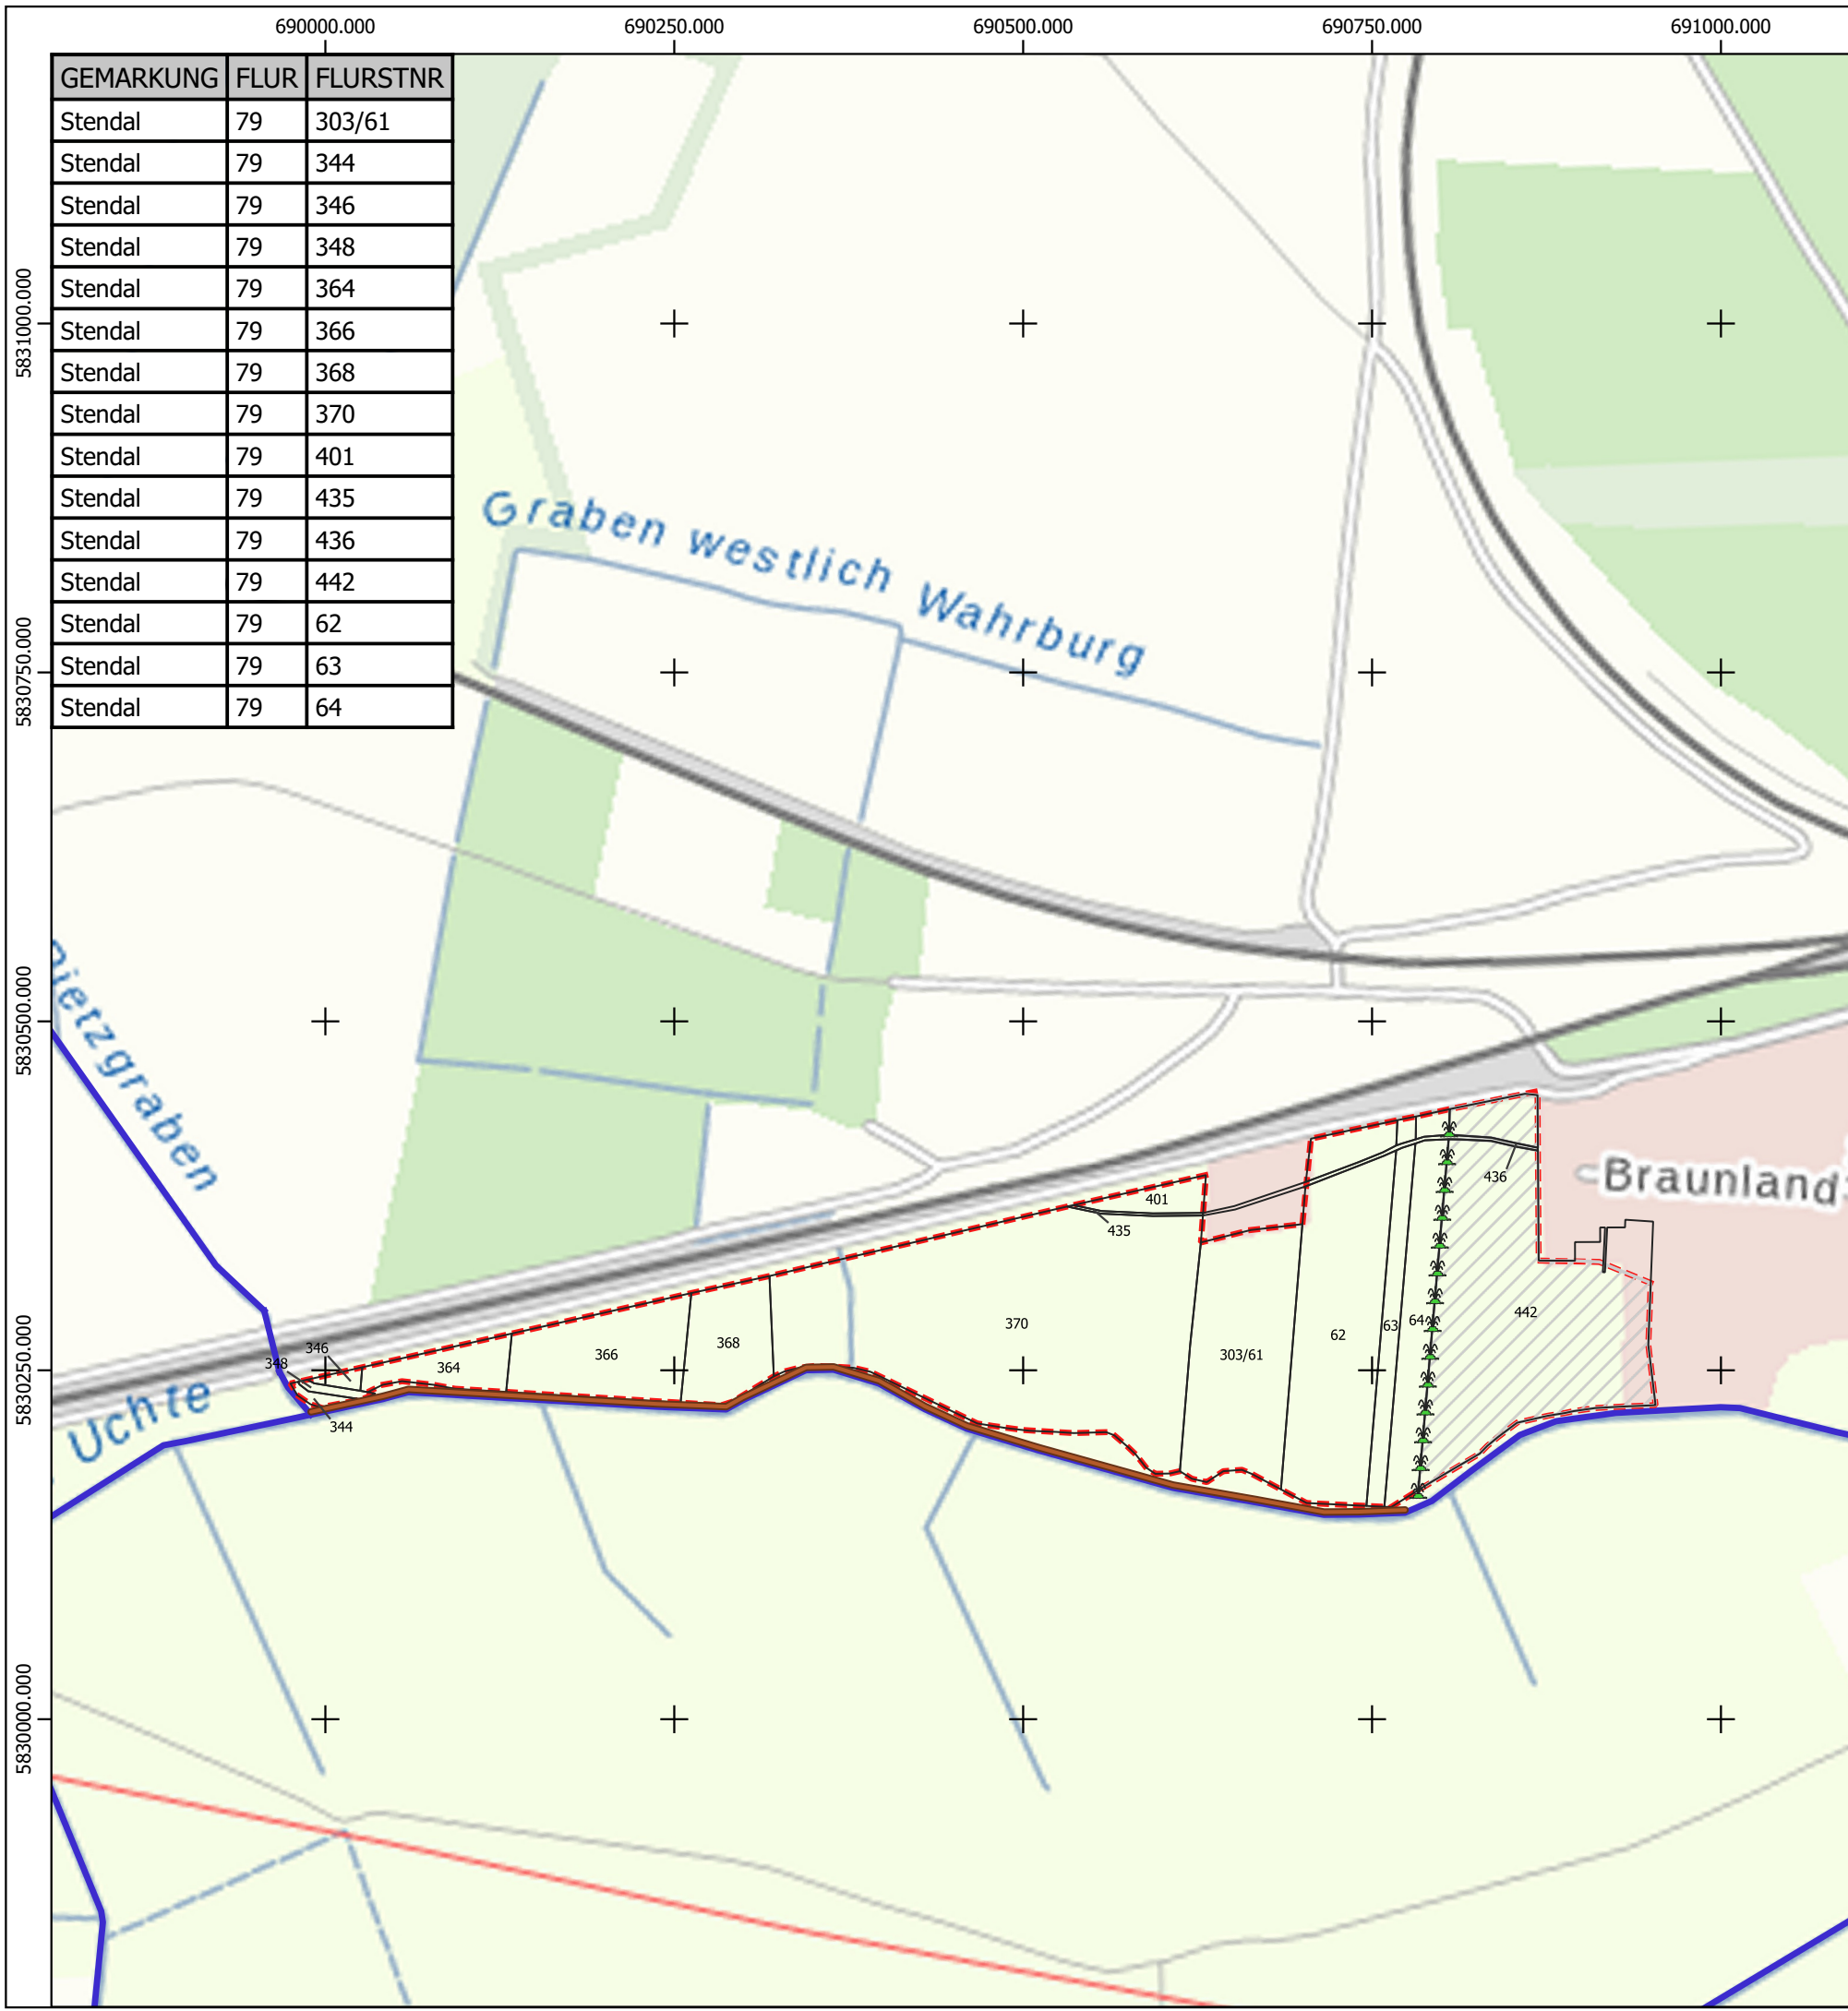 690000.000 690250.000 690500.000 690750.000 691000.000
GEMARKUNG FLUR FLURSTNR
Stendal 79 303/61
Stendal 79 344
Stendal 79 346
Stendal 79 348
Stendal 79 364
Stendal 79 366
Stendal 79 368
Stendal 79 370
Stendal 79 401
Stendal 79 435
Stendal 79 436
Stendal 79 442
Stendal 79 62
Stendal 79 63
Stendal 79 64
5831000.000
5830750.000
5830500.000
5830250.000
5830000.000
Graben westlich Wahrburg
Uchte
Braunland
436
401
435
442
370
64
63
62
303/61
346
348
364
366
368
344